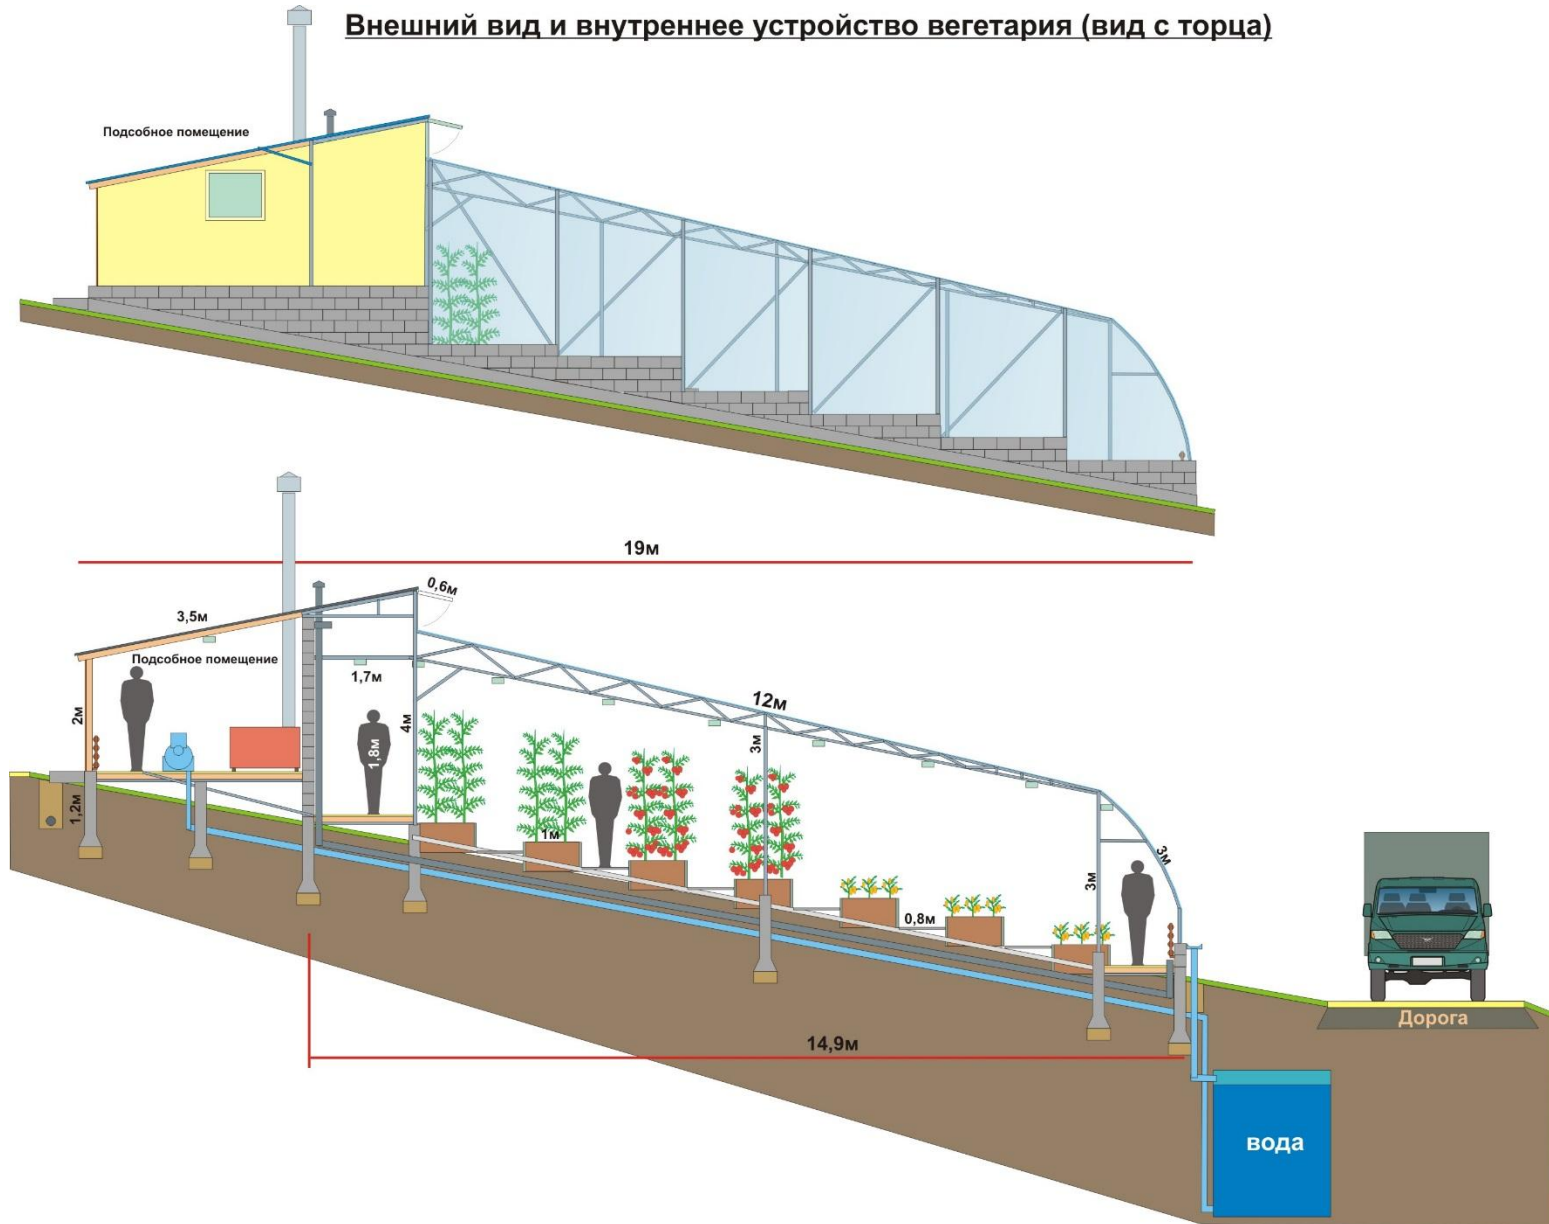 Внешний вид и внутреннее устройство вегетария (вид с торца)
Подсобное помещение
19м
0,6м
3,5м
Подсобное помещение
1,7м
2м
4м
1,8м
12м
3м
1,2м
1м
3м
3м
0,8м
Дорога
14,9м
вода